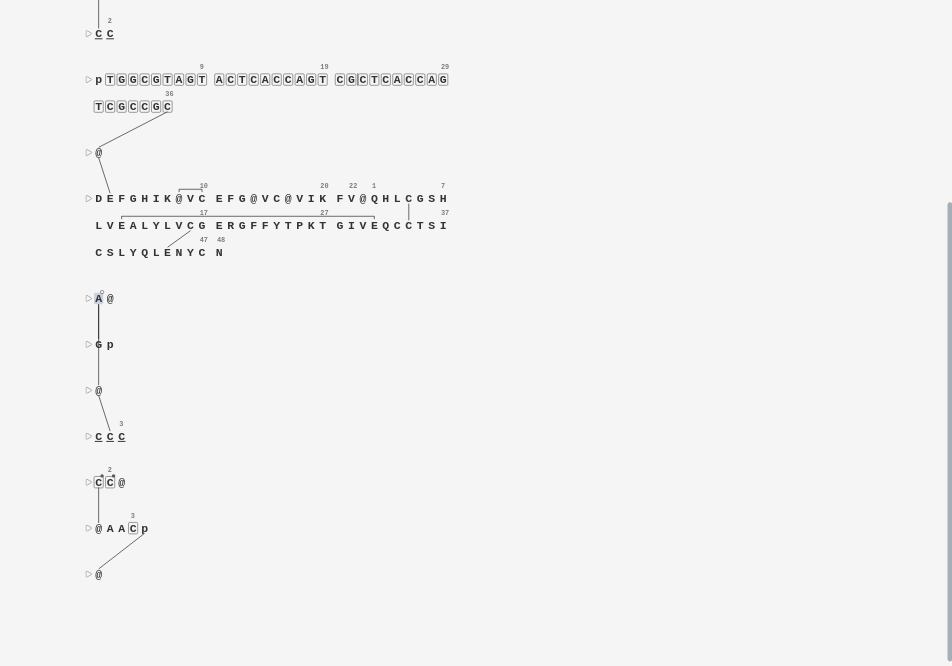 2
C C
9 19 29
p T G G C G T A G T A C T C A C C A G T C G C T C A C C A G
36
T C G C C G C
@
10 20 22 1 7
D E F G H I K @ V C E F G @ V C @ V I K F V @ Q H L C G S H
17 27 37
L V E A L Y L V C G E R G F F Y T P K T G I V E Q C C T S I
47 48
C S L Y Q L E N Y C N
A @
G p
@
3
C C C
2
C C @
3
@ A A C p
@